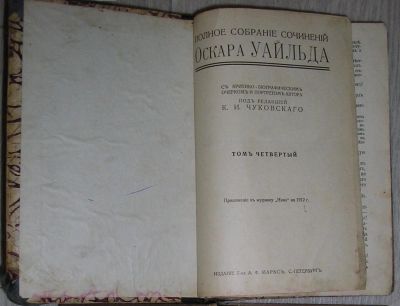 ПОЛНОЕ СОБРАНІЕ СОЧИНЕНІЙ
ОСКАРА УАЙЛЬДА
СЪ КРИТИКО-БІОГРАФИЧЕСКИМЪ
ОЧЕРКОМЪ И ПОРТРЕТОМЪ АВТОРА
ПОДЪ РЕДАКЦІЕЙ
К. И. ЧУКОВСКАГО
ТОМЪ ЧЕТВЕРТЫЙ
Приложеніе къ журналу „Нива“ на 1912 г.
ИЗДАНІЕ Т-ва А. Ф. МАРКСЪ, С.-ПЕТЕРБУРГЪ